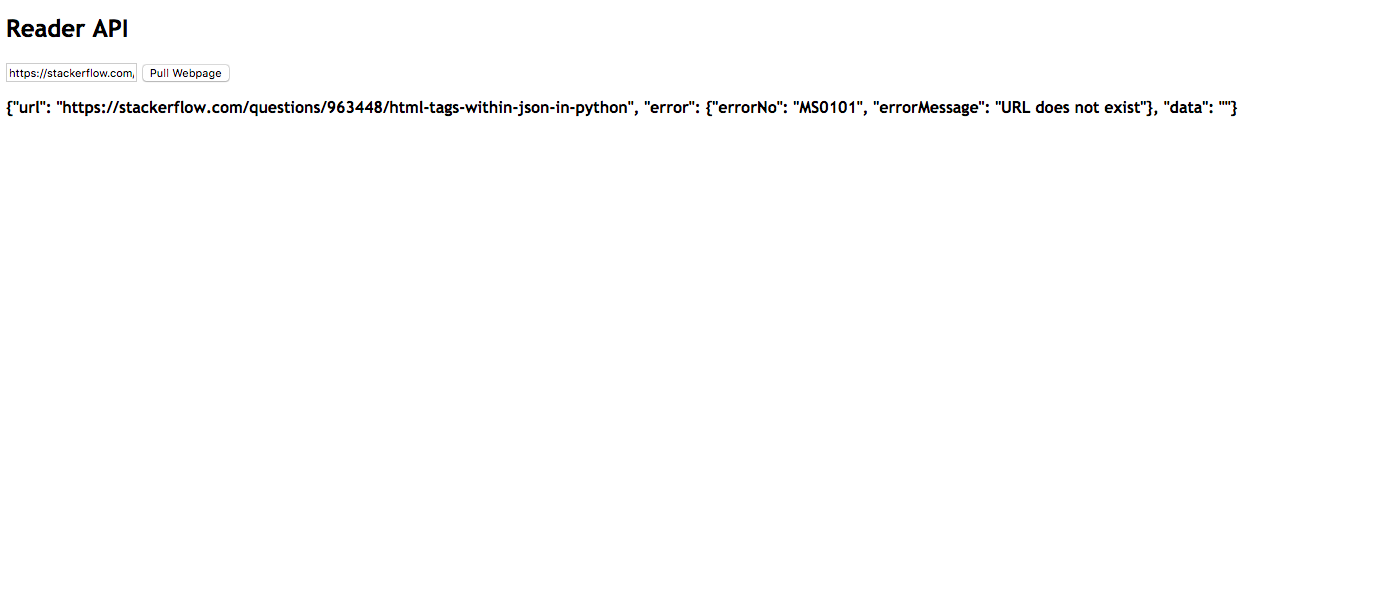 Reader API
https://stackerflow.com, Pull Webpage
{"url": "https://stackerflow.com/questions/963448/html-tags-within-json-in-python", "error": {"errorNo": "MS0101", "errorMessage": "URL does not exist"}, "data": ""}